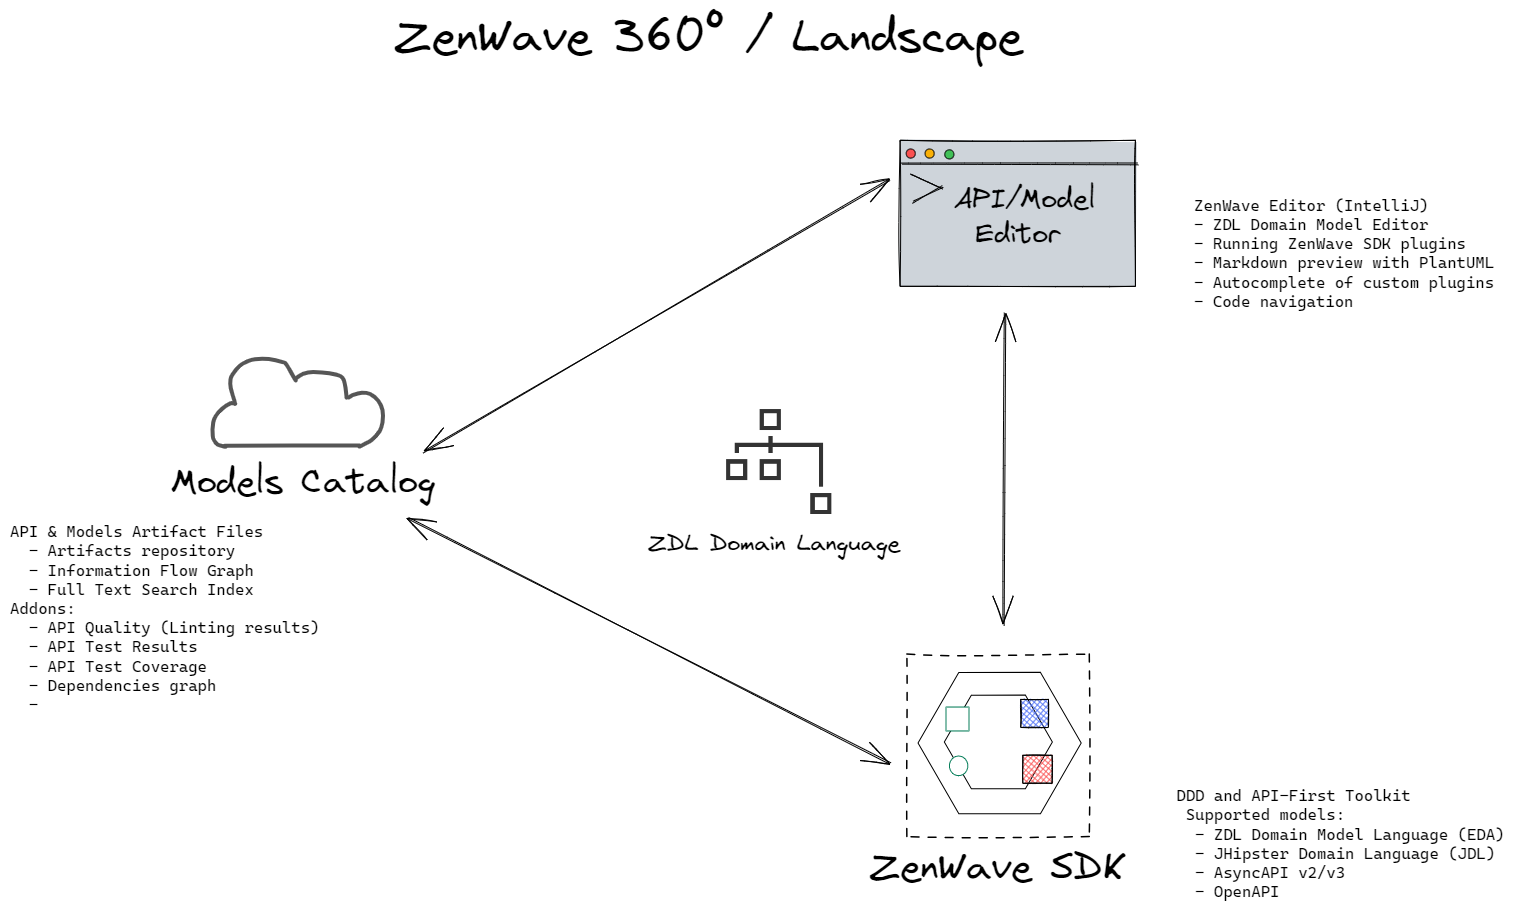 ZenWave 360º / Landscape
API/Model
Editor
ZenWave Editor (IntelliJ)
- ZDL Domain Model Editor
- Running ZenWave SDK plugins
- Markdown preview with PlantUML
- Autocomplete of custom plugins
- Code navigation
Models Catalog
API & Models Artifact Files
- Artifacts repository
- Information Flow Graph
- Full Text Search Index
Addons:
- API Quality (Linting results)
- API Test Results
- API Test Coverage
- Dependencies graph
-
ZDL Domain Language
ZenWave SDK
DDD and API-First Toolkit
Supported models:
- ZDL Domain Model Language (EDA)
- JHipster Domain Language (JDL)
- AsyncAPI v2/v3
- OpenAPI